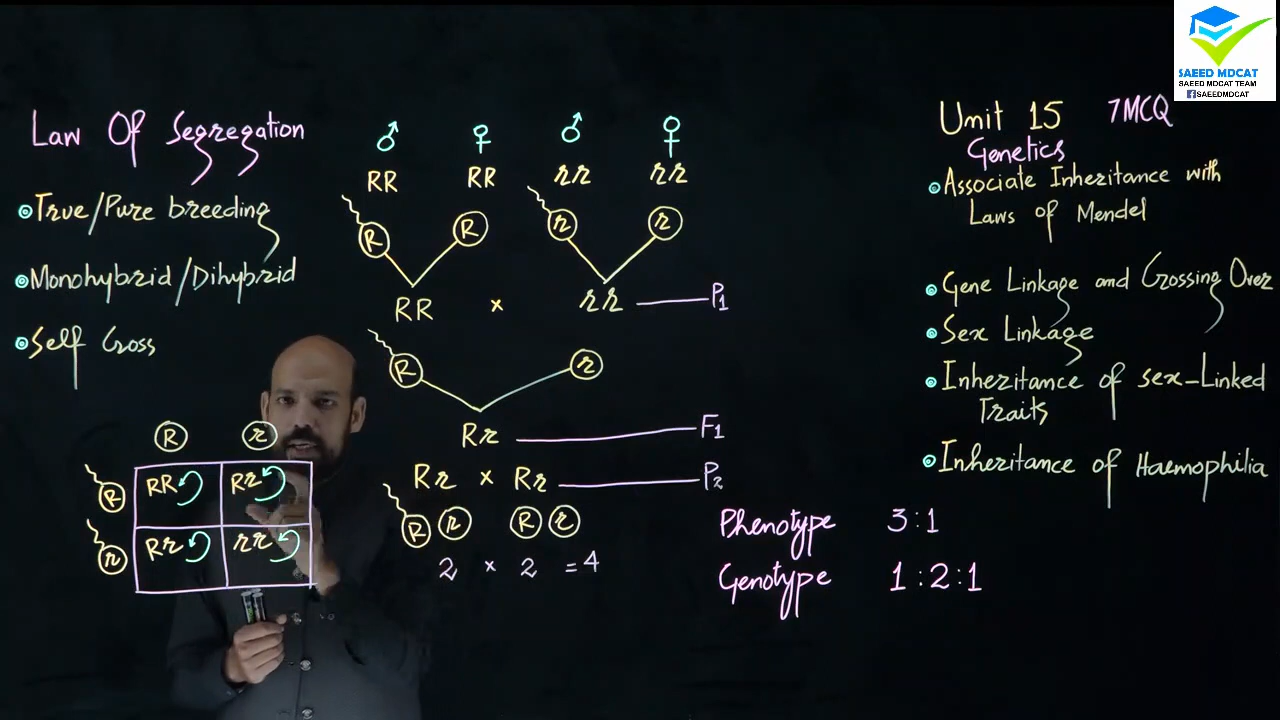 SAEED MDCAT
SAEED MDCAT TEAM
SAEEDMDCAT
Law Of Segregation
True/Pure breeding
Monohybrid/Dihybrid
Self Cross
♂ ♀ ♂ ♀
RR RR rr rr
R R r r
RR × rr P1
R r
Rr F1
Rr × Rr P2
R r R r
2 × 2 = 4
R r
R RR Rr
r Rr rr
Phenotype 3:1
Genotype 1:2:1
Unit 15 7MCQ
Genetics
Associate Inheritance with
Laws of Mendel
Gene Linkage and Crossing Over
Sex Linkage
Inheritance of sex-Linked
Traits
Inheritance of Haemophilia